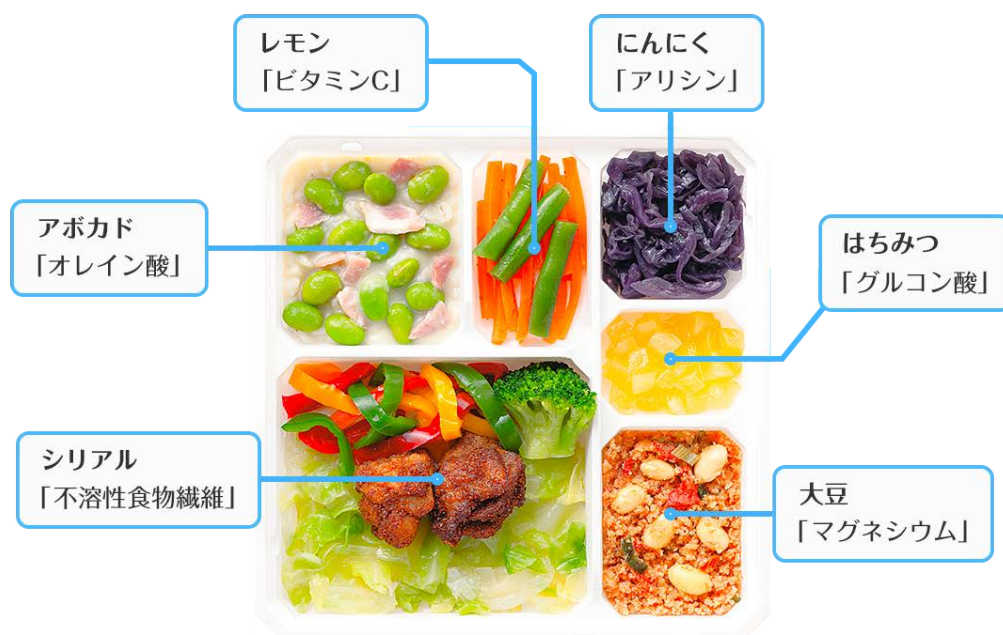 レモン
「ビタミンC」
にんにく
「アリシン」
アボカド
「オレイン酸」
はちみつ
「グルコン酸」
シリアル
「不溶性食物繊維」
大豆
「マグネシウム」